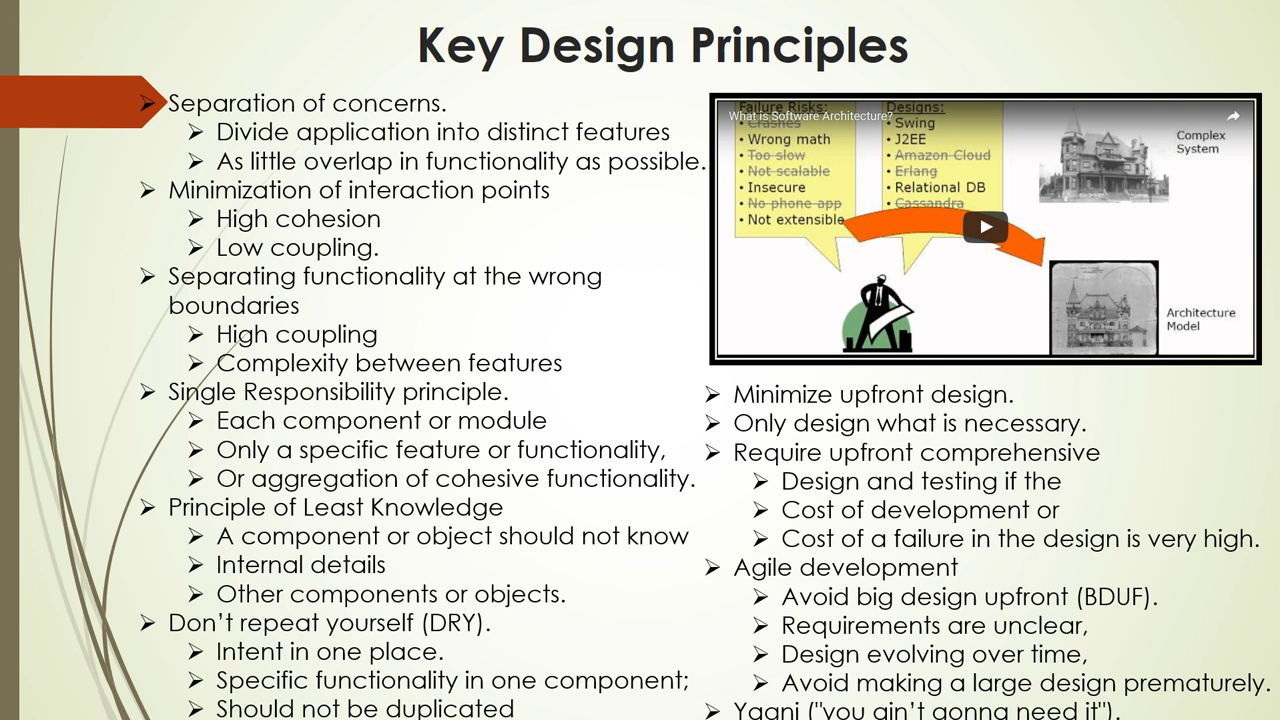 Key Design Principles
Separation of concerns.
Divide application into distinct features
As little overlap in functionality as possible.
Minimization of interaction points
High cohesion
Low coupling.
Separating functionality at the wrong
boundaries
High coupling
Complexity between features
Single Responsibility principle.
Each component or module
Only a specific feature or functionality,
Or aggregation of cohesive functionality.
Principle of Least Knowledge
A component or object should not know
Internal details
Other components or objects.
Don’t repeat yourself (DRY).
Intent in one place.
Specific functionality in one component;
Should not be duplicated
What is Software Architecture?
Failure Risks:
• Crashes
• Wrong math
• Too slow
• Not scalable
• Insecure
• No phone app
• Not extensible
Designs:
• Swing
• J2EE
• Amazon Cloud
• Erlang
• Relational DB
• Cassandra
Complex
System
Architecture
Model
Minimize upfront design.
Only design what is necessary.
Require upfront comprehensive
Design and testing if the
Cost of development or
Cost of a failure in the design is very high.
Agile development
Avoid big design upfront (BDUF).
Requirements are unclear,
Design evolving over time,
Avoid making a large design prematurely.
Yagni ("you ain’t gonna need it").